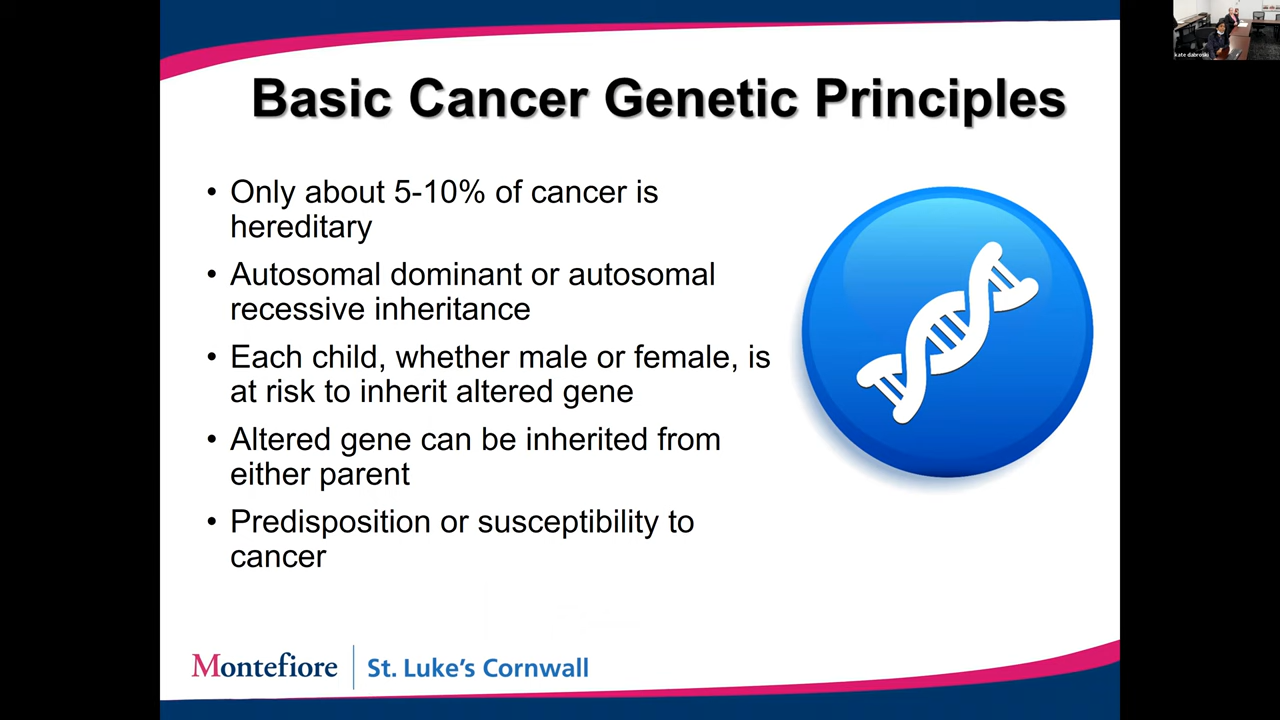 kate dabroski
Basic Cancer Genetic Principles
• Only about 5-10% of cancer is
hereditary
• Autosomal dominant or autosomal
recessive inheritance
• Each child, whether male or female, is
at risk to inherit altered gene
• Altered gene can be inherited from
either parent
• Predisposition or susceptibility to
cancer
Montefiore | St. Luke's Cornwall